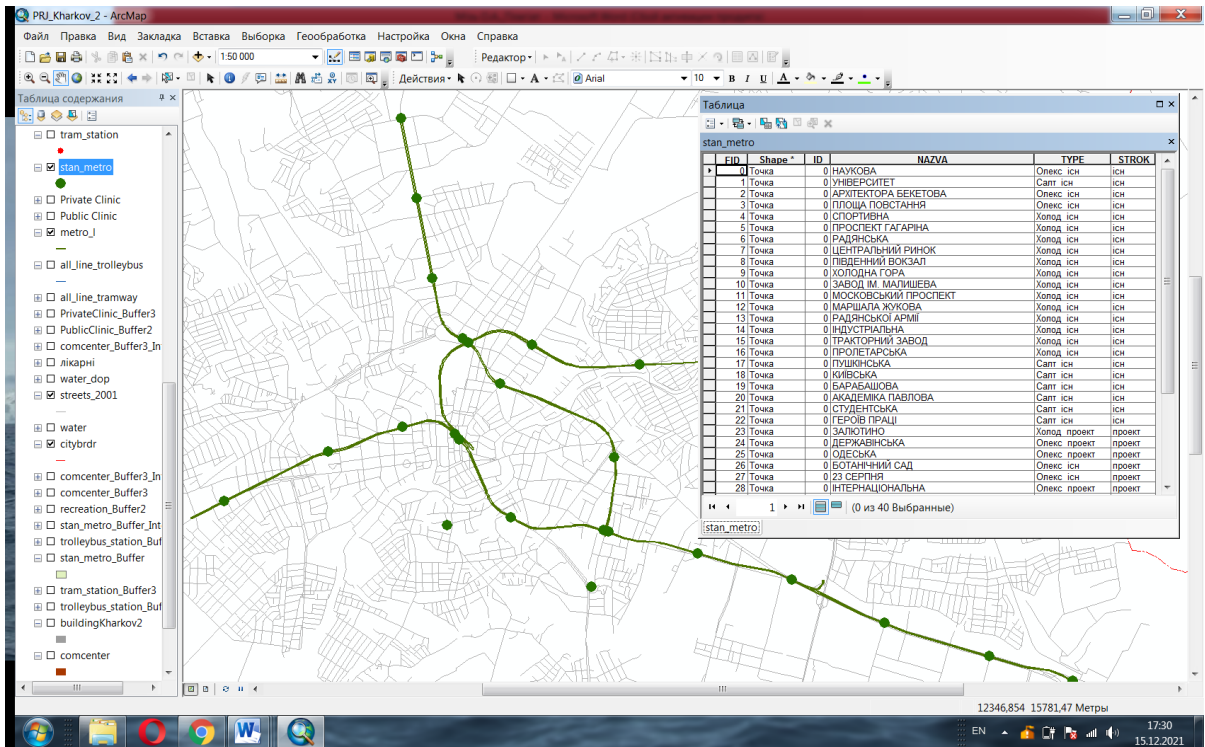 PRJ_Kharkov_2 - ArcMap
Файл Правка Вид Закладка Вставка Выборка Геообработка Настройка Окна Справка
1:50 000
Редактор
Действия
Arial
10
B I U A
Таблица содержания
tram_station
stan_metro
Private Clinic
Public Clinic
metro_l
all_line_trolleybus
all_line_tramway
PrivateClinic_Buffer3
PublicClinic_Buffer2
comcenter_Buffer3_In
лікарні
water_dop
streets_2001
water
citybrdr
comcenter_Buffer3_In
comcenter_Buffer3
recreation_Buffer2
stan_metro_Buffer_Int
trolleybus_station_Buf
stan_metro_Buffer
tram_station_Buffer3
trolleybus_station_Buf
buildingKharkov2
comcenter
Таблица
stan_metro
FID Shape * ID NAZVA TYPE STROK
0 Точка 0 НАУКОВА Олекс існ існ
1 Точка 0 УНІВЕРСИТЕТ Салт існ існ
2 Точка 0 АРХІТЕКТОРА БЕКЕТОВА Олекс існ існ
3 Точка 0 ПЛОЩА ПОВСТАННЯ Олекс існ існ
4 Точка 0 СПОРТИВНА Холод існ існ
5 Точка 0 ПРОСПЕКТ ГАГАРІНА Холод існ існ
6 Точка 0 РАДЯНСЬКА Холод існ існ
7 Точка 0 ЦЕНТРАЛЬНИЙ РИНОК Холод існ існ
8 Точка 0 ПІВДЕННИЙ ВОКЗАЛ Холод існ існ
9 Точка 0 ХОЛОДНА ГОРА Холод існ існ
10 Точка 0 ЗАВОД ІМ. МАЛИШЕВА Холод існ існ
11 Точка 0 МОСКОВСЬКИЙ ПРОСПЕКТ Холод існ існ
12 Точка 0 МАРШАЛА ЖУКОВА Холод існ існ
13 Точка 0 РАДЯНСЬКОЇ АРМІЇ Холод існ існ
14 Точка 0 ІНДУСТРІАЛЬНА Холод існ існ
15 Точка 0 ТРАКТОРНИЙ ЗАВОД Холод існ існ
16 Точка 0 ПРОЛЕТАРСЬКА Холод існ існ
17 Точка 0 ПУШКІНСЬКА Салт існ існ
18 Точка 0 КИЇВСЬКА Салт існ існ
19 Точка 0 БАРАБАШОВА Салт існ існ
20 Точка 0 АКАДЕМІКА ПАВЛОВА Салт існ існ
21 Точка 0 СТУДЕНТСЬКА Салт існ існ
22 Точка 0 ГЕРОЇВ ПРАЦІ Салт існ існ
23 Точка 0 ЗАЛЮТИНО Холод проект проект
24 Точка 0 ДЕРЖАВІНСЬКА Олекс проект проект
25 Точка 0 ОДЕСЬКА Олекс проект проект
26 Точка 0 БОТАНІЧНИЙ САД Олекс існ проект
27 Точка 0 23 СЕРПНЯ Олекс існ проект
28 Точка 0 ІНТЕРНАЦІОНАЛЬНА Олекс проект проект
1 (0 из 40 Выбранные)
stan_metro
12346,854 15781,47 Метры
EN
17:30
15.12.2021